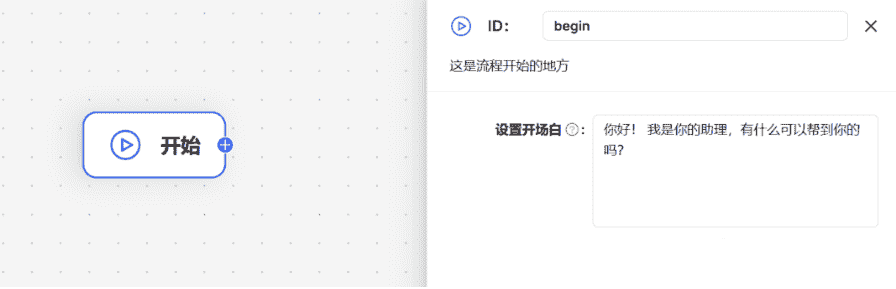 开始
ID：
begin
这是流程开始的地方
设置开场白 ?：
你好！ 我是你的助理，有什么可以帮到你的
吗？